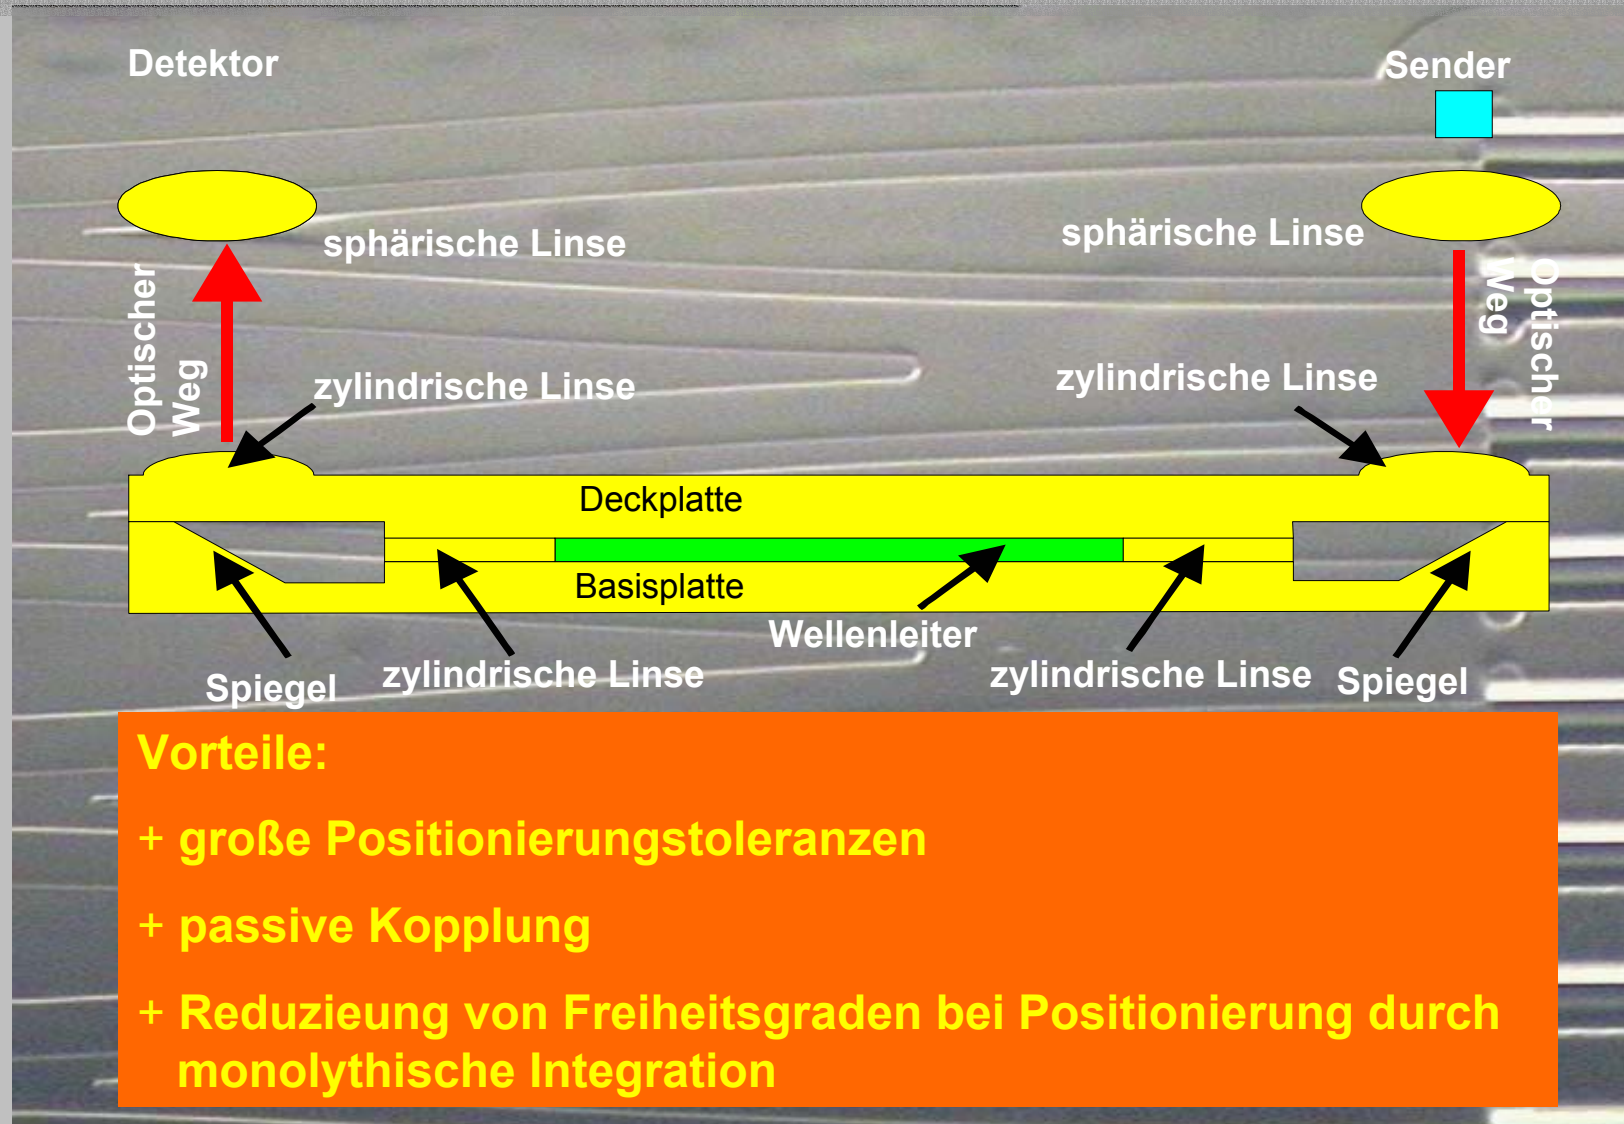 Detektor
Sender
sphärische Linse
sphärische Linse
Optischer
Weg
Optischer
Weg
zylindrische Linse
zylindrische Linse
Deckplatte
Basisplatte
Wellenleiter
Spiegel
zylindrische Linse
zylindrische Linse
Spiegel
Vorteile:
+ große Positionierungstoleranzen
+ passive Kopplung
+ Reduzieung von Freiheitsgraden bei Positionierung durch
monolythische Integration